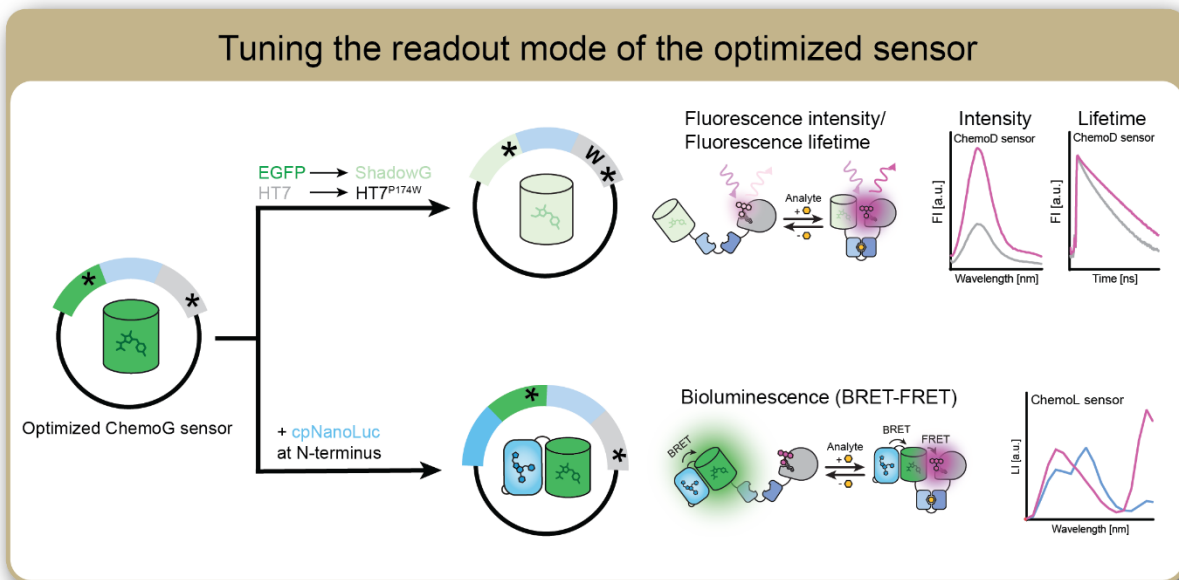 Tuning the readout mode of the optimized sensor
EGFP ShadowG
HT7 HT7P174W
*
*
W
*
Fluorescence intensity/
Fluorescence lifetime
Analyte
+
-
Intensity
ChemoD sensor
FI [a.u.]
Wavelength [nm]
Lifetime
ChemoD sensor
FI [a.u.]
Time [ns]
*
*
Optimized ChemoG sensor
+ cpNanoLuc
at N-terminus
*
*
Bioluminescence (BRET-FRET)
BRET
Analyte
+
-
BRET
FRET
ChemoL sensor
LI [a.u.]
Wavelength [nm]